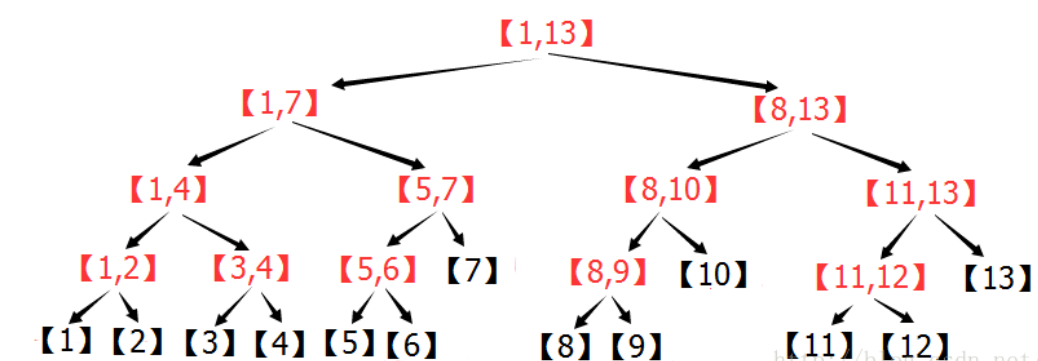 【1,13】
【1,7】 【8,13】
【1,4】 【5,7】 【8,10】 【11,13】
【1,2】 【3,4】 【5,6】 【7】 【8,9】 【10】 【11,12】 【13】
【1】 【2】 【3】 【4】 【5】 【6】 【8】 【9】 【11】 【12】